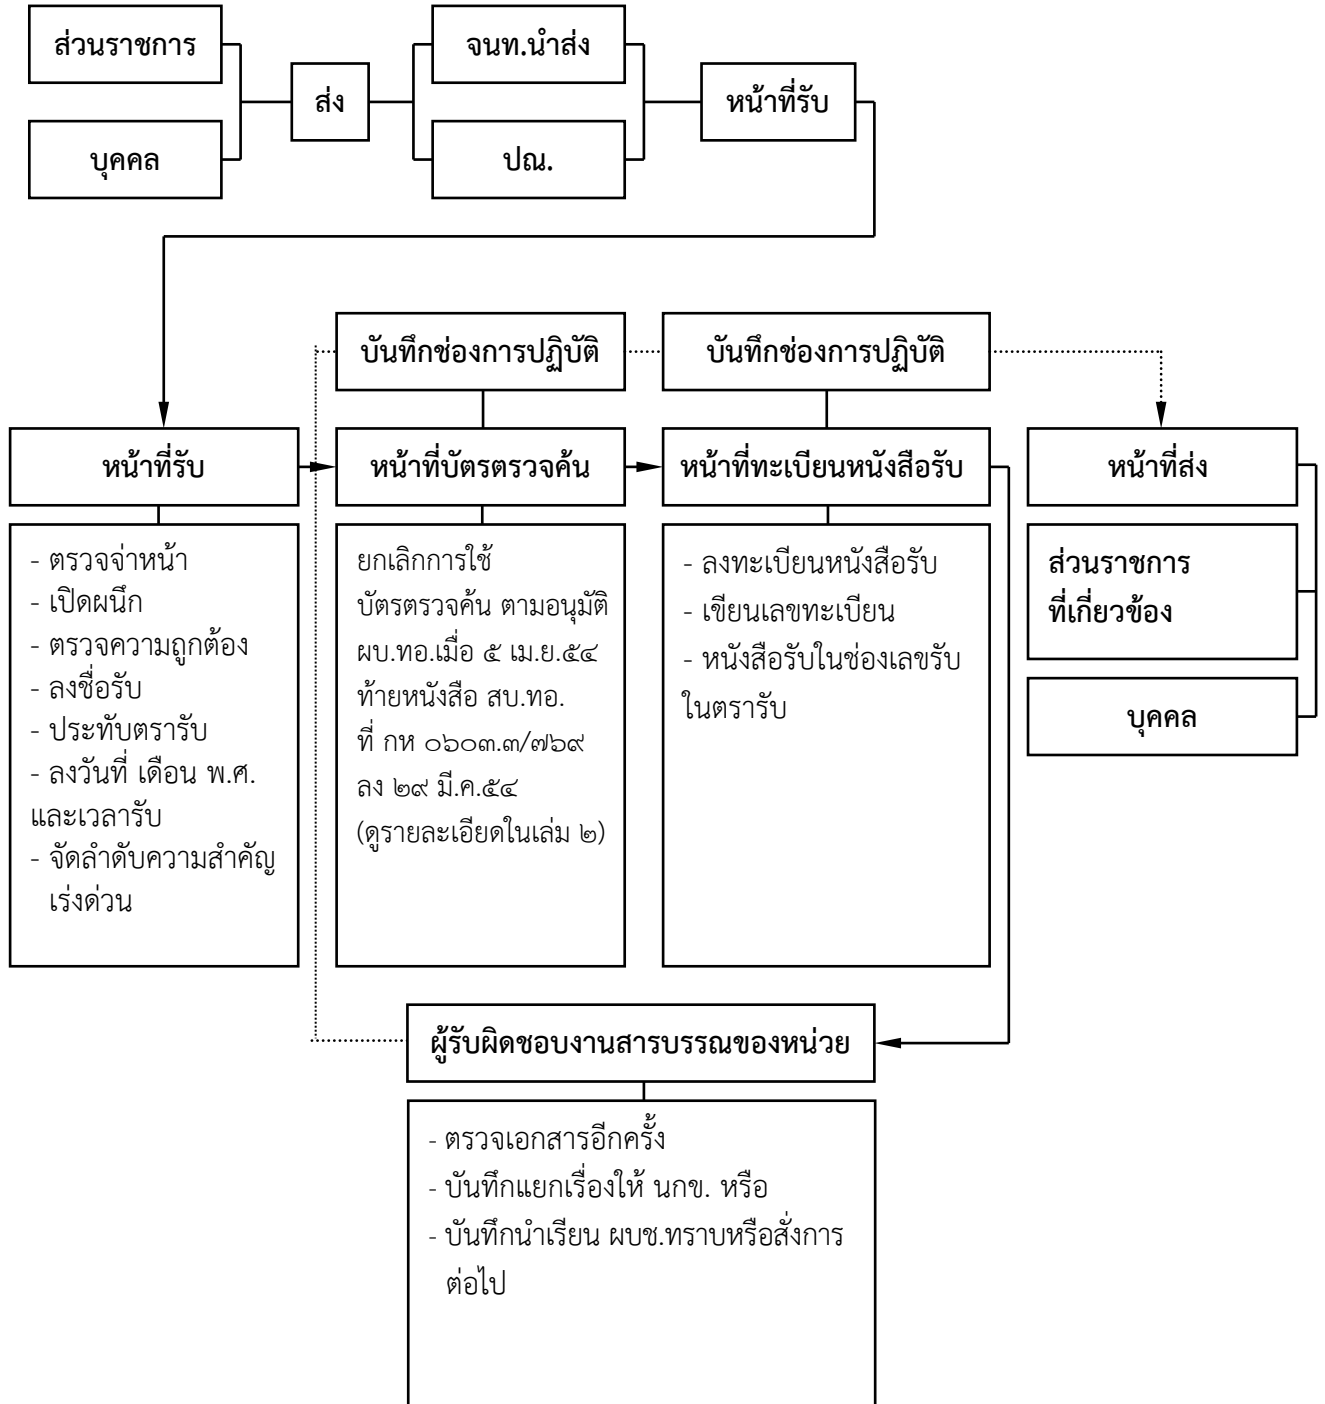 ส่วนราชการ
บุคคล
ส่ง
จนท.นำส่ง
ปณ.
หน้าที่รับ
บันทึกช่องการปฏิบัติ
บันทึกช่องการปฏิบัติ
หน้าที่รับ
- ตรวจจ่าหน้า
- เปิดผนึก
- ตรวจความถูกต้อง
- ลงชื่อรับ
- ประทับตรารับ
- ลงวันที่ เดือน พ.ศ.
และเวลารับ
- จัดลำดับความสำคัญ
เร่งด่วน
หน้าที่บัตรตรวจค้น
ยกเลิกการใช้
บัตรตรวจค้น ตามอนุมัติ
ผบ.ทอ.เมื่อ ๕ เม.ย.๕๔
ท้ายหนังสือ สบ.ทอ.
ที่ กห ๐๖๐๓.๓/๗๖๙
ลง ๒๙ มี.ค.๕๔
(ดูรายละเอียดในเล่ม ๒)
หน้าที่ทะเบียนหนังสือรับ
- ลงทะเบียนหนังสือรับ
- เขียนเลขทะเบียน
- หนังสือรับในช่องเลขรับ
ในตรารับ
หน้าที่ส่ง
ส่วนราชการ
ที่เกี่ยวข้อง
บุคคล
ผู้รับผิดชอบงานสารบรรณของหน่วย
- ตรวจเอกสารอีกครั้ง
- บันทึกแยกเรื่องให้ นกข. หรือ
- บันทึกนำเรียน ผบช.ทราบหรือสั่งการ
ต่อไป